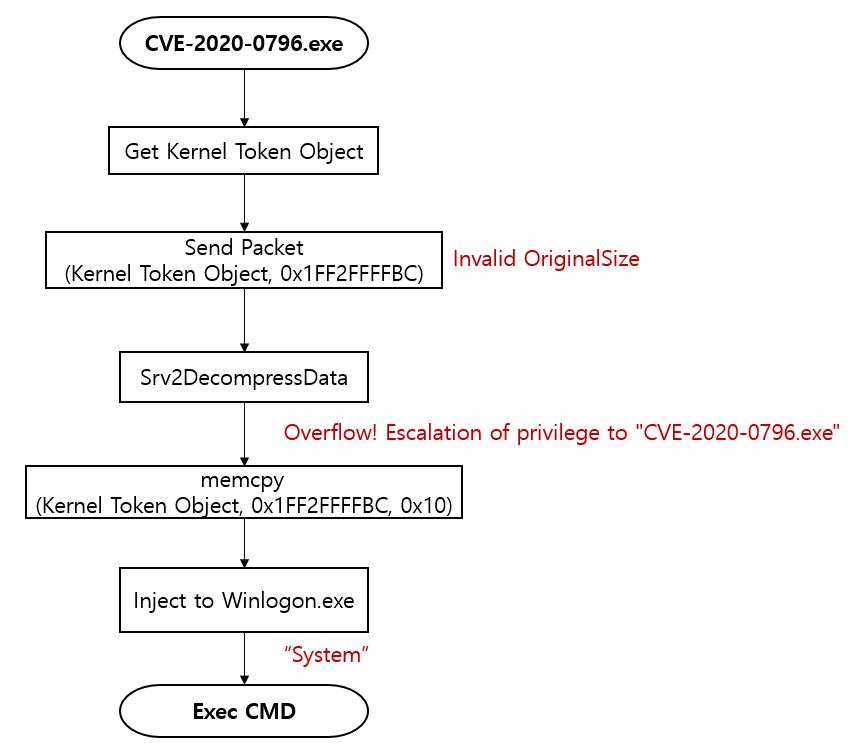 CVE-2020-0796.exe
Get Kernel Token Object
Send Packet
(Kernel Token Object, 0x1FF2FFFFBC)
Invalid OriginalSize
Srv2DecompressData
Overflow! Escalation of privilege to "CVE-2020-0796.exe"
memcpy
(Kernel Token Object, 0x1FF2FFFFBC, 0x10)
Inject to Winlogon.exe
“System”
Exec CMD